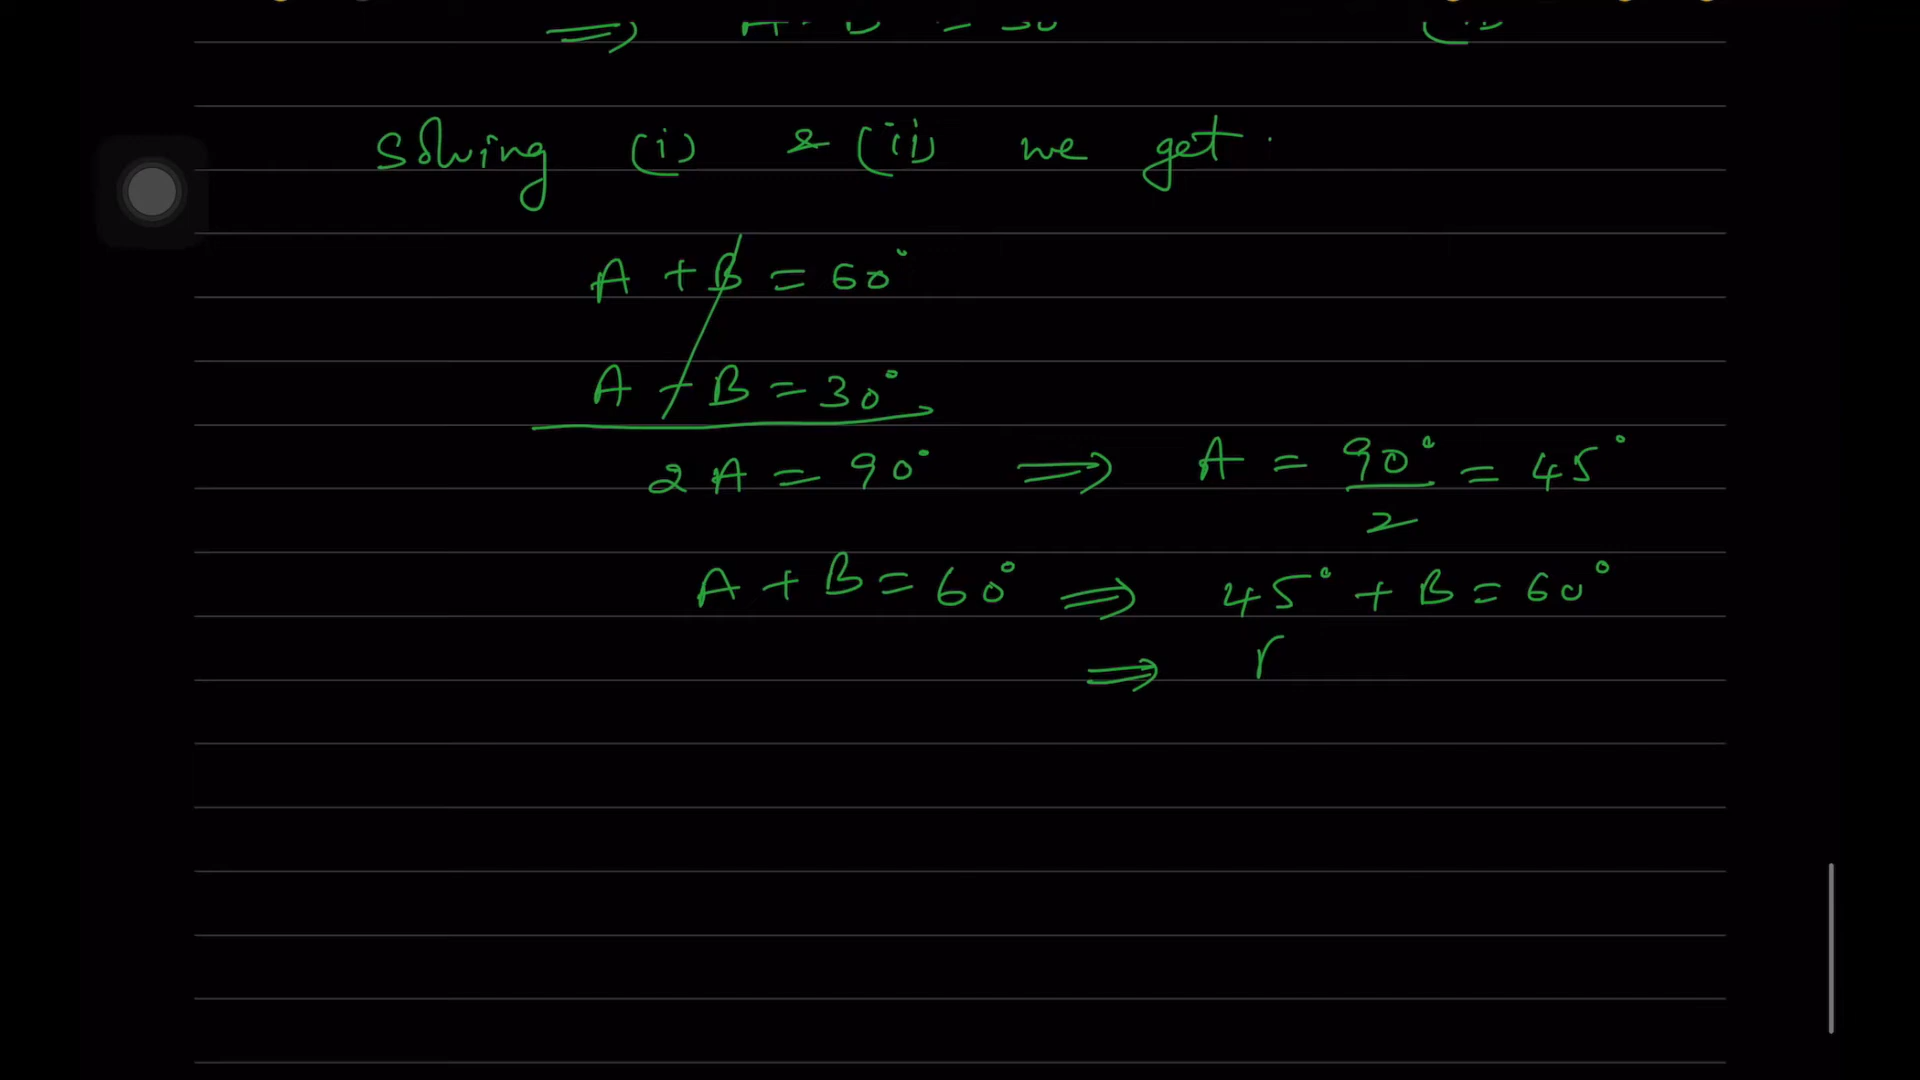 Solving (i) & (ii) we get.
A + B = 60°
A - B = 30°
2A = 90° ⟹ A = 90°/2 = 45°
A + B = 60° ⟹ 45° + B = 60°
⟹